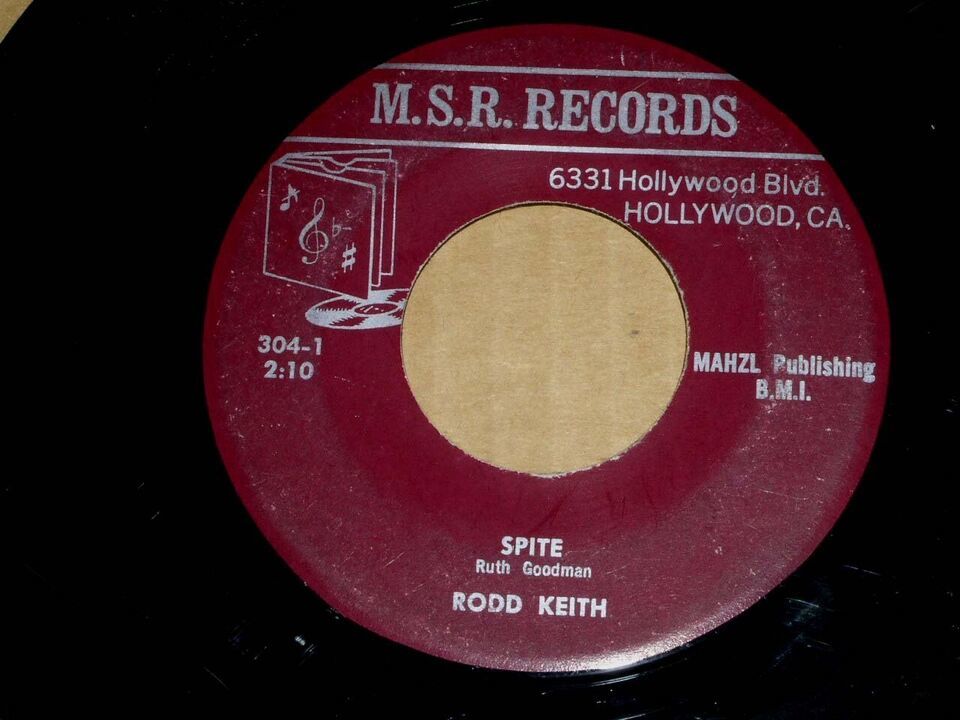 M.S.R. RECORDS
6331 Hollywood Blvd.
HOLLYWOOD, CA.
304-1
2:10
MAHZL Publishing
B.M.I.
SPITE
Ruth Goodman
RODD KEITH